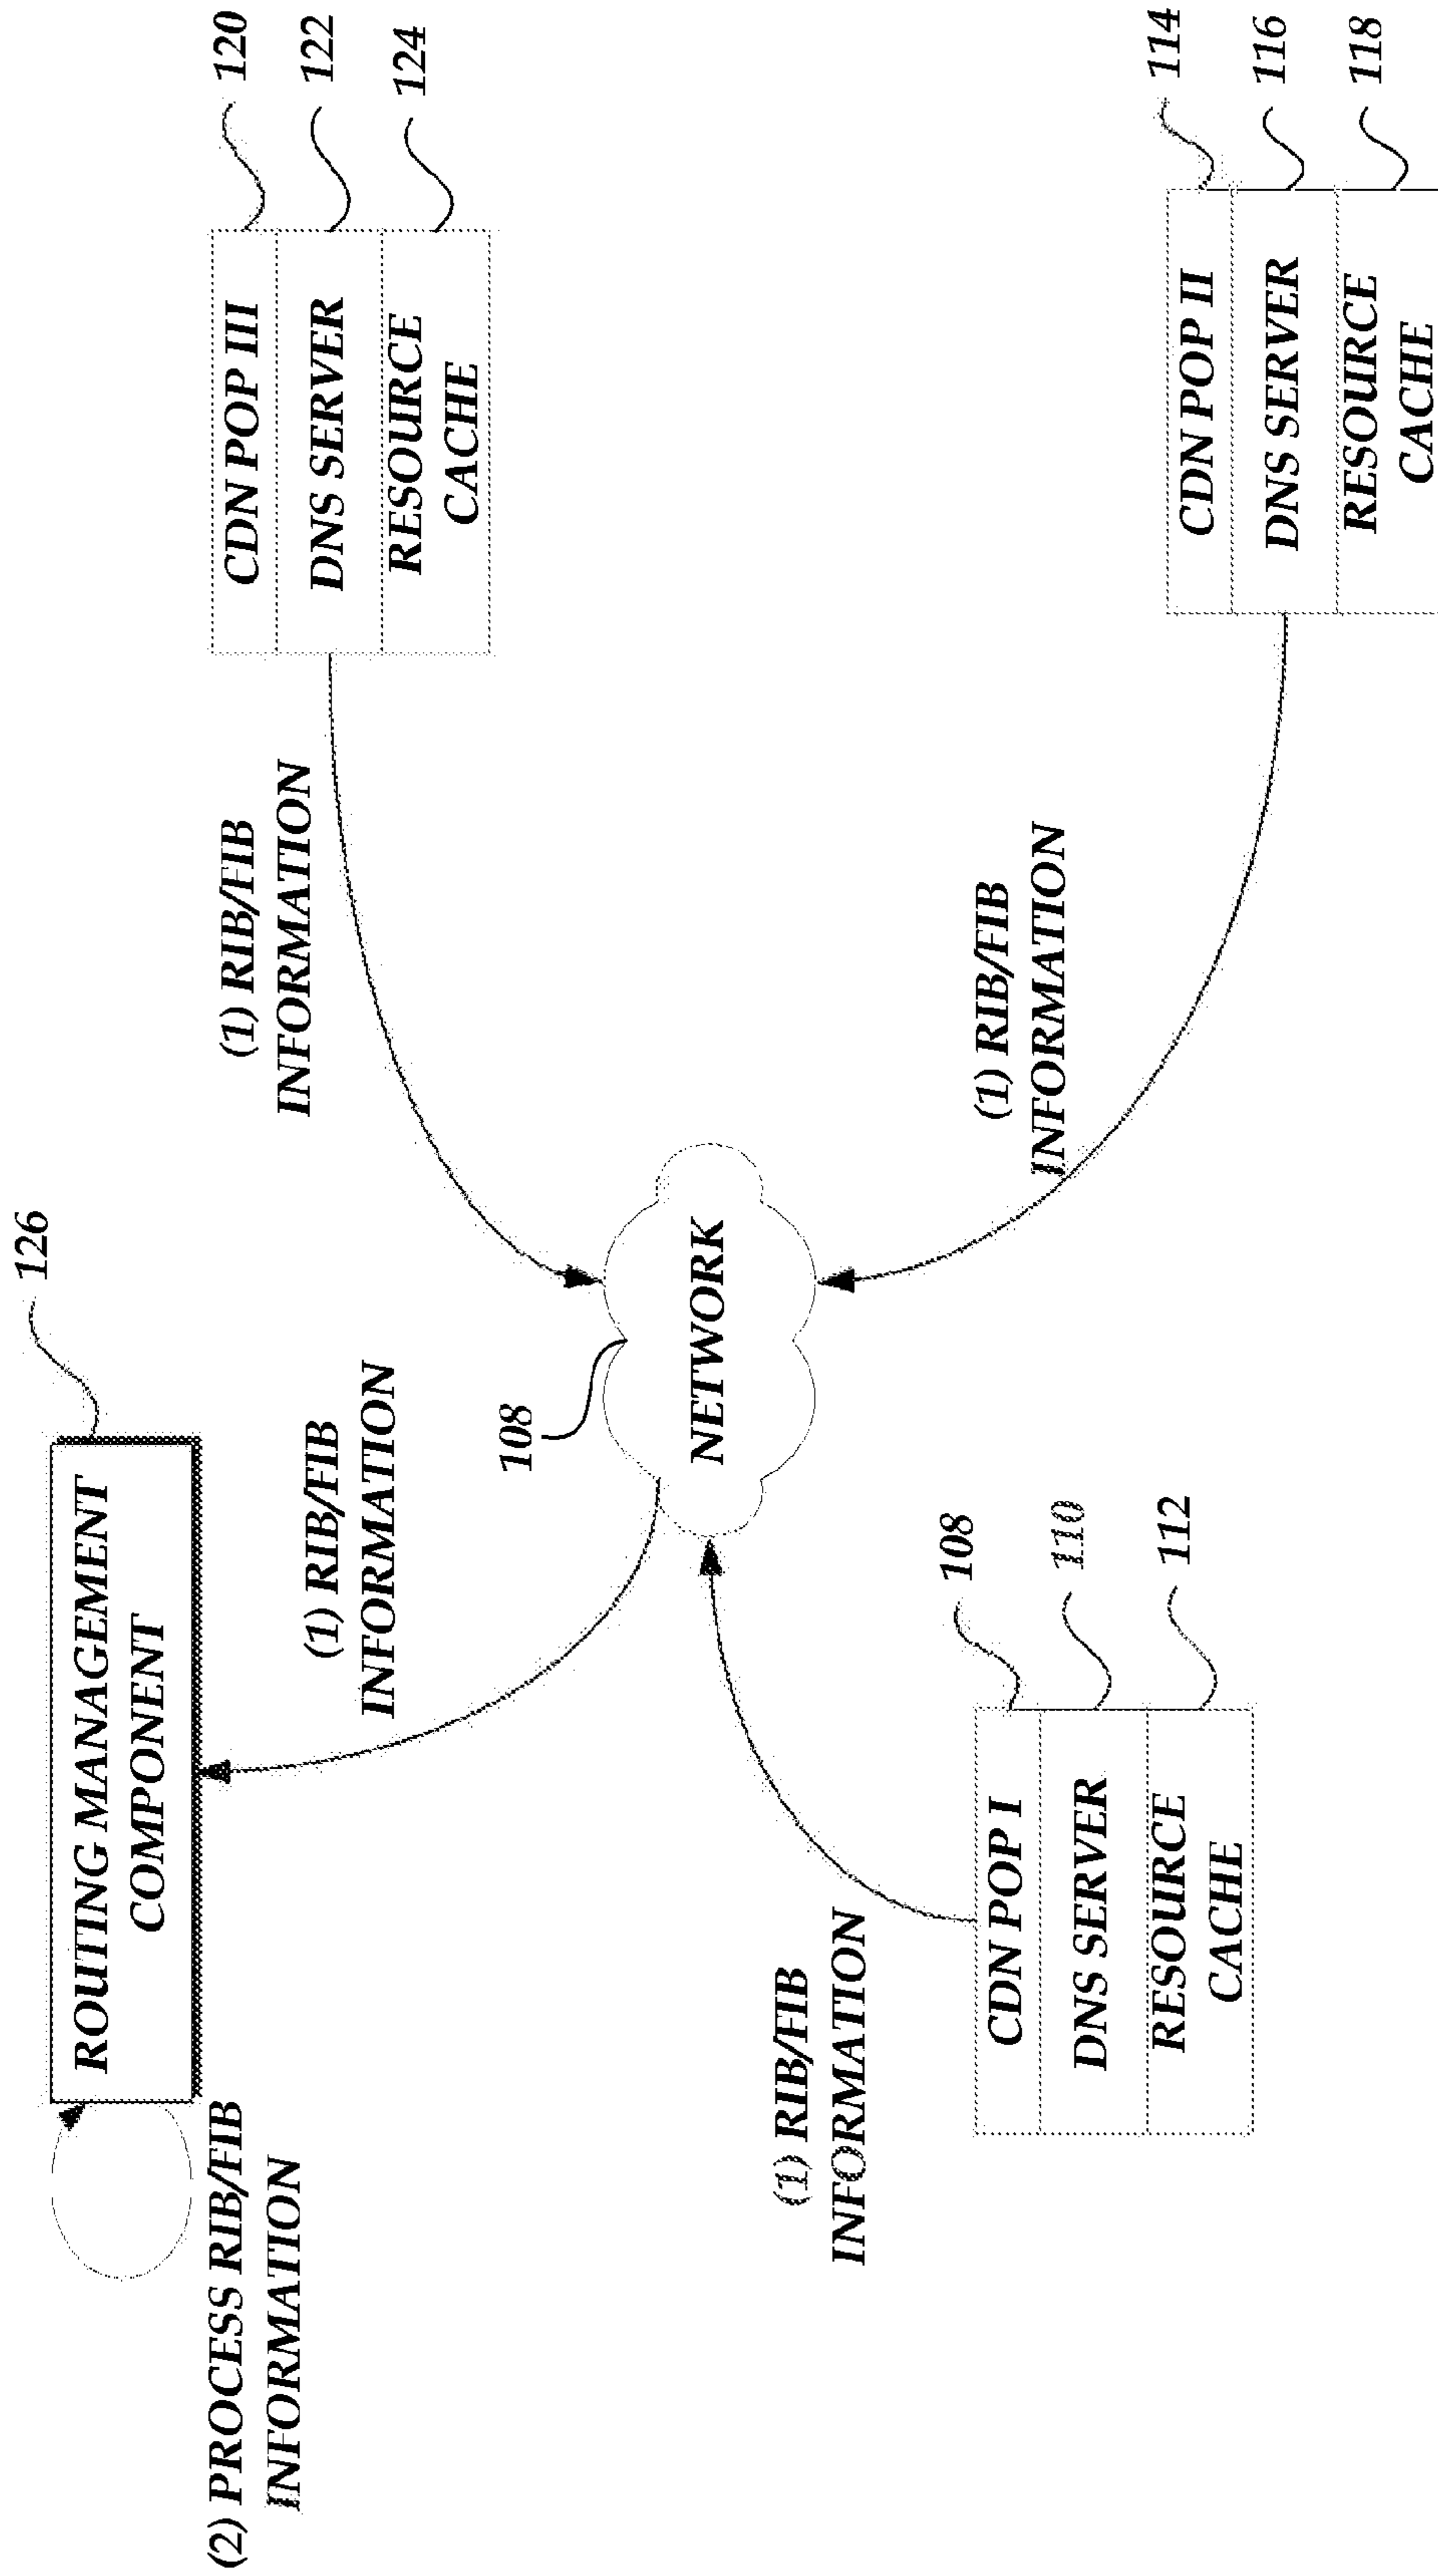 126
ROUTING MANAGEMENT
COMPONENT
(2) PROCESS RIB/FIB
INFORMATION
(1) RIB/FIB
INFORMATION
(1) RIB/FIB
INFORMATION
CDN POP III
DNS SERVER
RESOURCE
CACHE
120
122
124
108
NETWORK
(1) RIB/FIB
INFORMATION
CDN POP I
DNS SERVER
RESOURCE
CACHE
108
110
112
(1) RIB/FIB
INFORMATION
CDN POP II
DNS SERVER
RESOURCE
CACHE
114
116
118